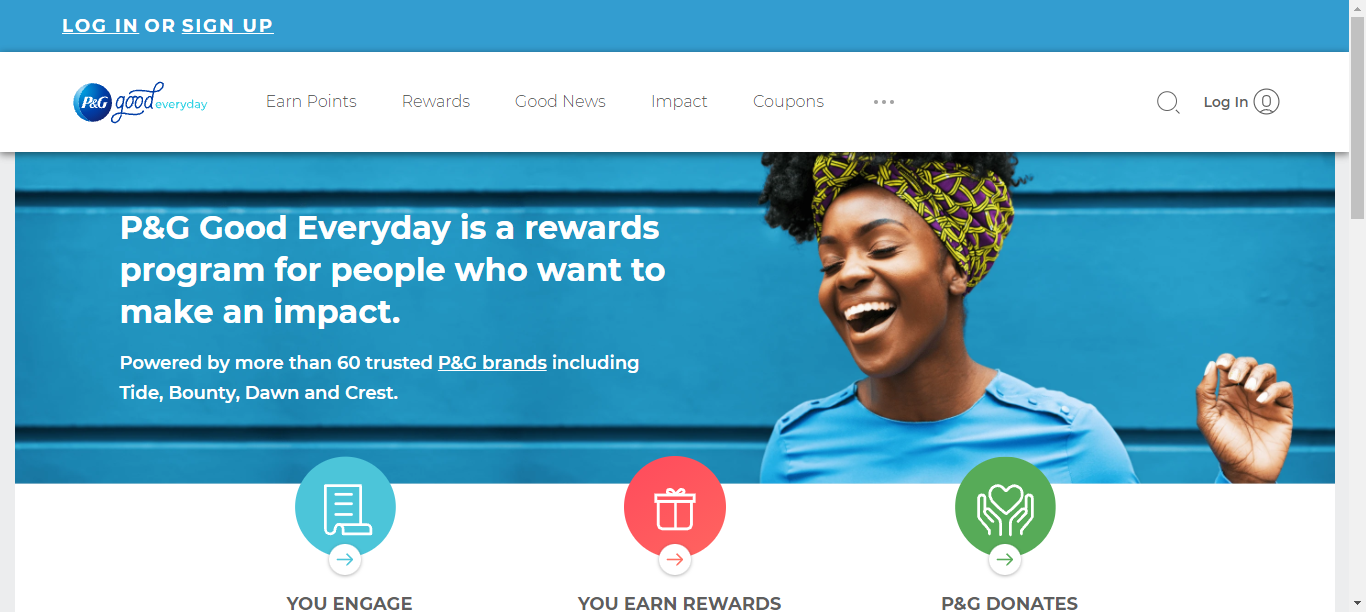 LOG IN OR SIGN UP
P&G good everyday
Earn Points
Rewards
Good News
Impact
Coupons
Log In
P&G Good Everyday is a rewards
program for people who want to
make an impact.
Powered by more than 60 trusted P&G brands including
Tide, Bounty, Dawn and Crest.
YOU ENGAGE
YOU EARN REWARDS
P&G DONATES